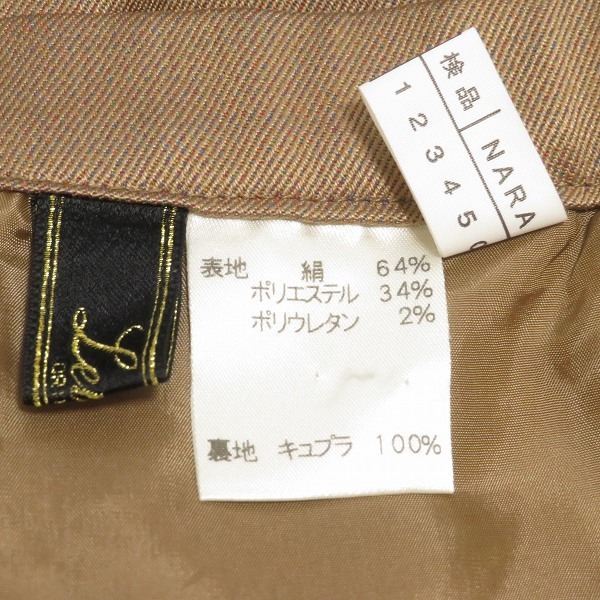 検品
NARA
1 2 3 4 5
表地 絹 64%
ポリエステル 34%
ポリウレタン 2%
裏地 キュプラ 100%